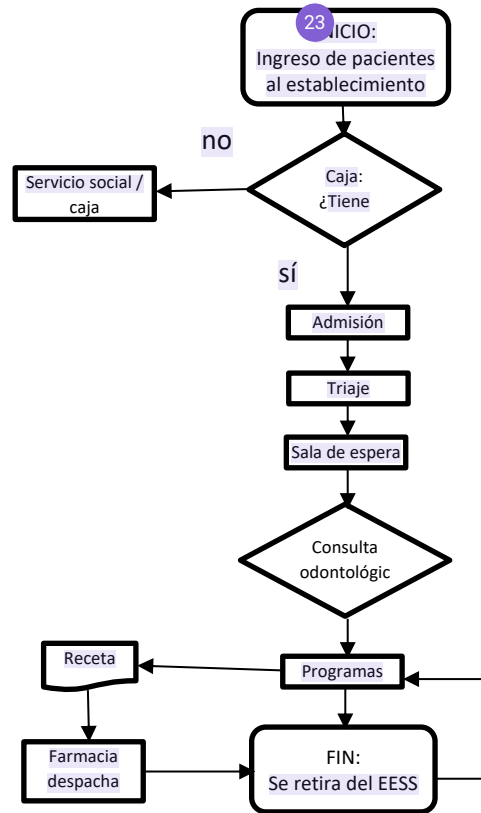 23
NICIO:
Ingreso de pacientes
al establecimiento
no
Servicio social /
caja
Caja:
¿Tiene
sí
Admisión
Triaje
Sala de espera
Consulta
odontológic
Receta
Programas
Farmacia
despacha
FIN:
Se retira del EESS